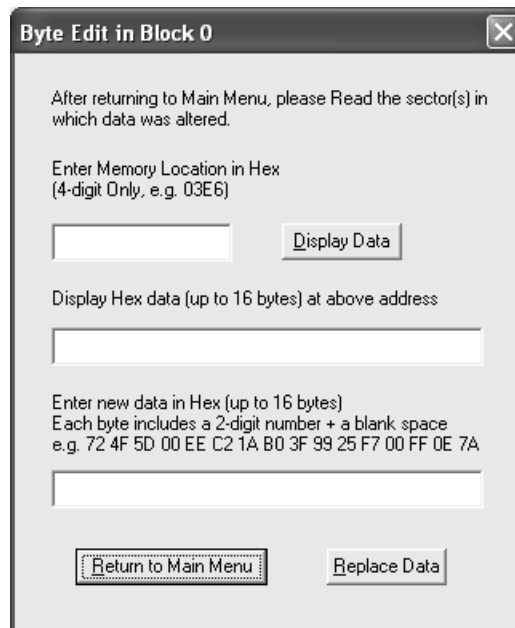 Byte Edit in Block 0
After returning to Main Menu, please Read the sector(s) in
which data was altered.
Enter Memory Location in Hex
(4-digit Only, e.g. 03E6)
Display Data
Display Hex data (up to 16 bytes) at above address
Enter new data in Hex (up to 16 bytes)
Each byte includes a 2-digit number + a blank space
e.g. 72 4F 5D 00 EE C2 1A B0 3F 99 25 F7 00 FF 0E 7A
Return to Main Menu
Replace Data